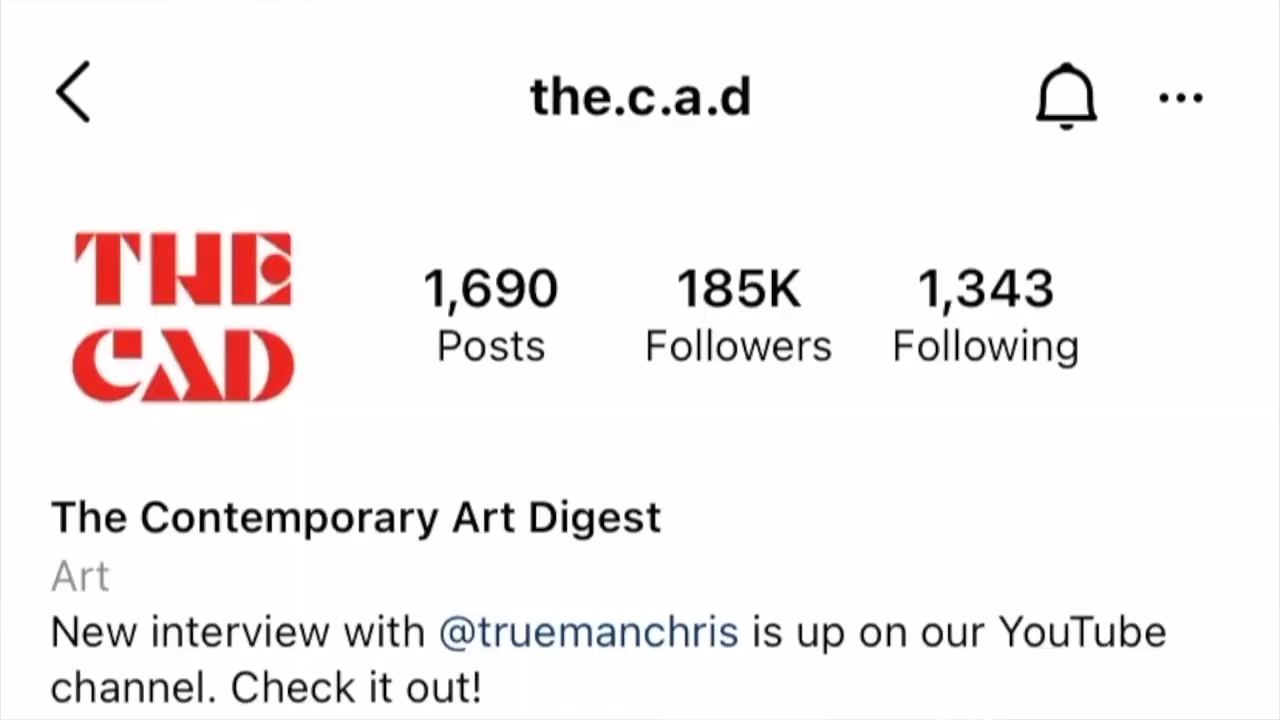 the.c.a.d
THE
CAD
1,690 185K 1,343
Posts Followers Following
The Contemporary Art Digest
Art
New interview with @truemanchris is up on our YouTube
channel. Check it out!